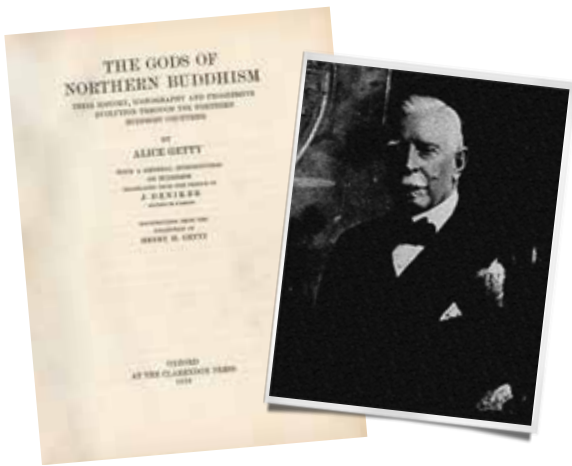 THE GODS OF
NORTHERN BUDDHISM
THEIR HISTORY, ICONOGRAPHY AND PROGRESSIVE
EVOLUTION THROUGH THE NORTHERN
BUDDHIST COUNTRIES
BY
ALICE GETTY
WITH A GENERAL INTRODUCTION
ON BUDDHISM
TRANSLATED FROM THE FRENCH OF
J. DENIKER
ILLUSTRATIONS FROM THE
COLLECTION OF
HENRY H. GETTY
OXFORD
AT THE CLARENDON PRESS